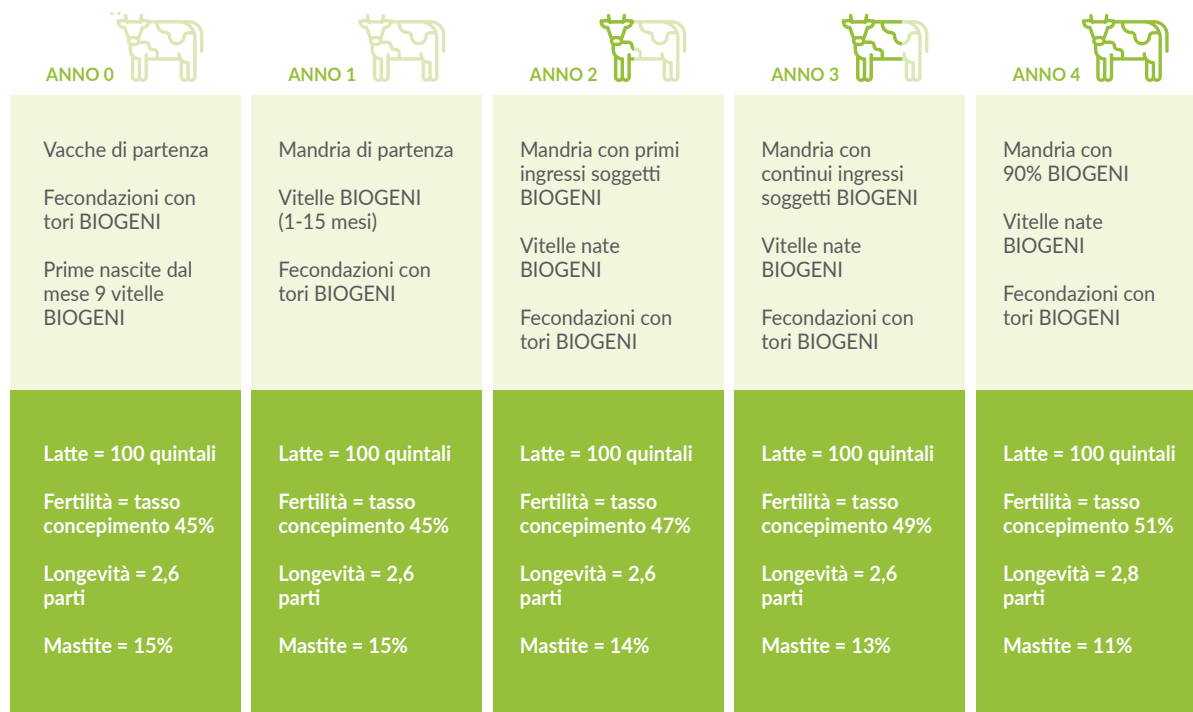 ANNO 0
Vacche di partenza
Fecondazioni con
tori BIOGENI
Prime nascite dal
mese 9 vitelle
BIOGENI
Latte = 100 quintali
Fertilità = tasso
concepimento 45%
Longevità = 2,6
parti
Mastite = 15%
ANNO 1
Mandria di partenza
Vitelle BIOGENI
(1-15 mesi)
Fecondazioni con
tori BIOGENI
Latte = 100 quintali
Fertilità = tasso
concepimento 45%
Longevità = 2,6
parti
Mastite = 15%
ANNO 2
Mandria con primi
ingressi soggetti
BIOGENI
Vitelle nate
BIOGENI
Fecondazioni con
tori BIOGENI
Latte = 100 quintali
Fertilità = tasso
concepimento 47%
Longevità = 2,6
parti
Mastite = 14%
ANNO 3
Mandria con
continui ingressi
soggetti BIOGENI
Vitelle nate
BIOGENI
Fecondazioni con
tori BIOGENI
Latte = 100 quintali
Fertilità = tasso
concepimento 49%
Longevità = 2,6
parti
Mastite = 13%
ANNO 4
Mandria con
90% BIOGENI
Vitelle nate
BIOGENI
Fecondazioni con
tori BIOGENI
Latte = 100 quintali
Fertilità = tasso
concepimento 51%
Longevità = 2,8
parti
Mastite = 11%